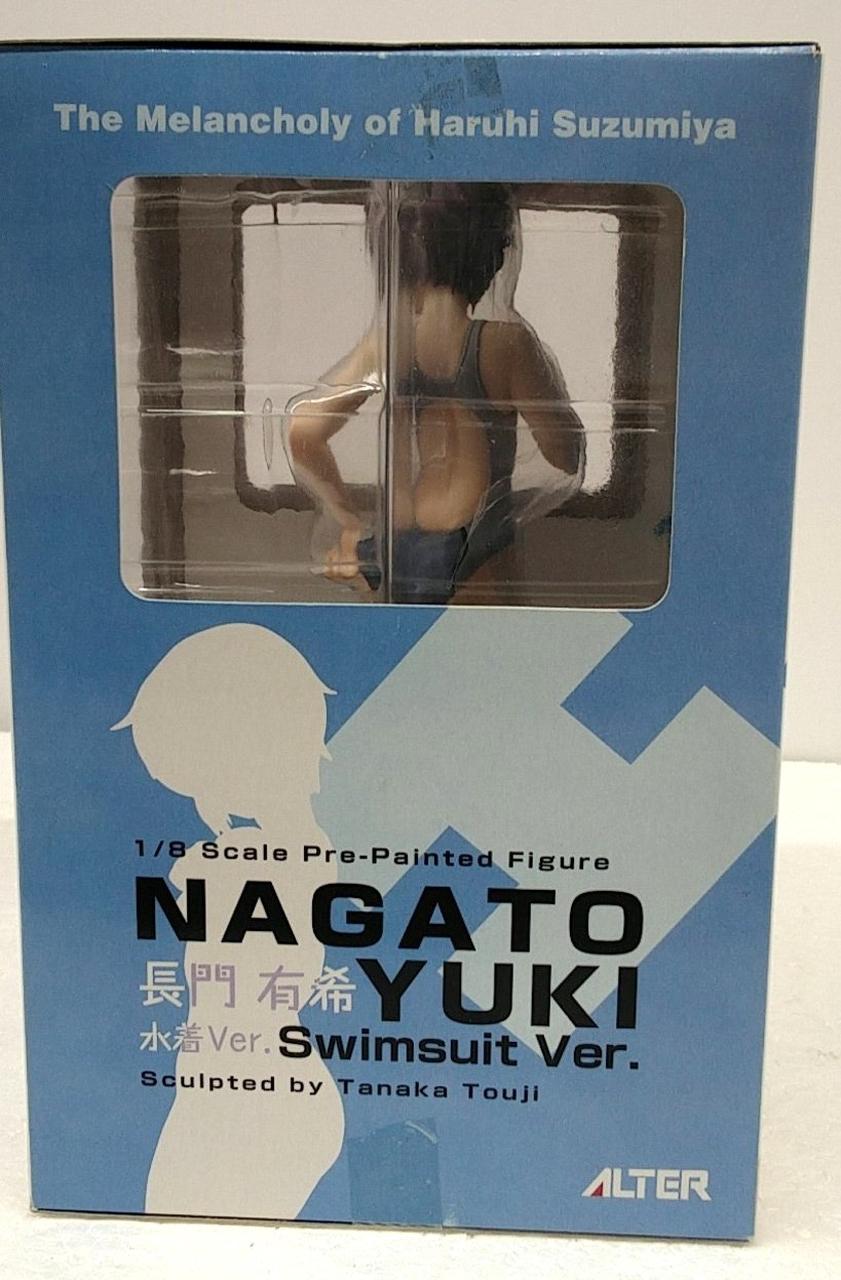 The Melancholy of Haruhi Suzumiya
1/8 Scale Pre-Painted Figure
NAGATO
長門 有希 YUKI
水着Ver. Swimsuit Ver.
Sculpted by Tanaka Touji
ALTER